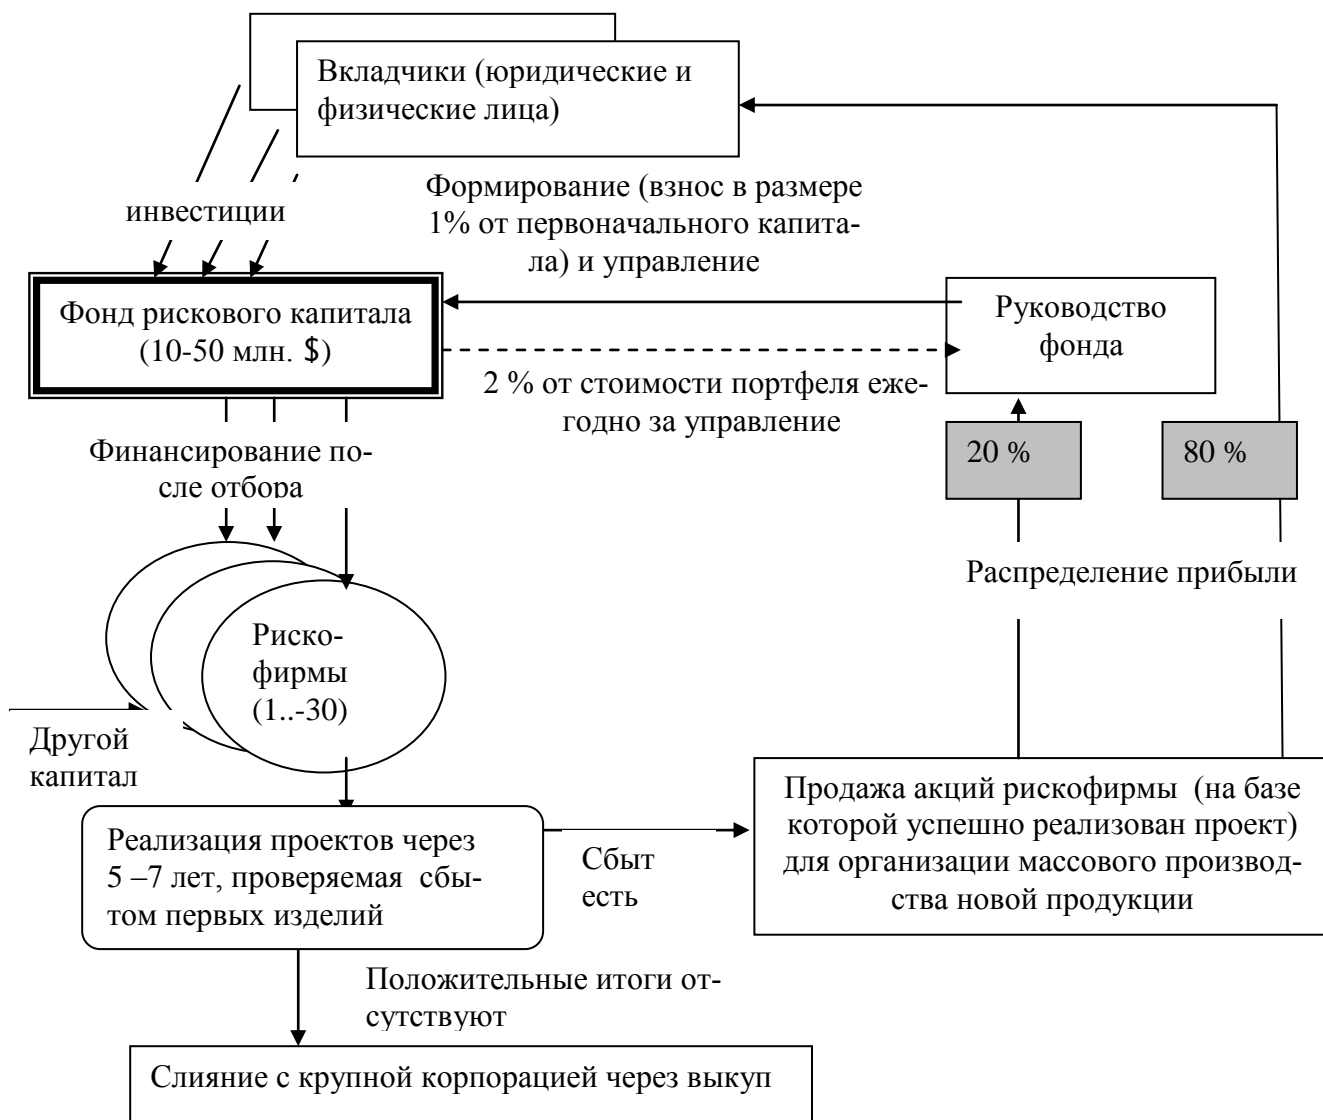 Вкладчики (юридические и
физические лица)
инвестиции
Формирование (взнос в размере
1% от первоначального капита-
ла) и управление
Фонд рискового капитала
(10-50 млн. $)
Руководство
фонда
2 % от стоимости портфеля еже-
годно за управление
20 %
80 %
Финансирование по-
сле отбора
Распределение прибыли
Риско-
фирмы
(1..-30)
Другой
капитал
Реализация проектов через
5 –7 лет, проверяемая сбы-
том первых изделий
Сбыт
есть
Продажа акций рискофирмы (на базе
которой успешно реализован проект)
для организации массового производ-
ства новой продукции
Положительные итоги от-
сутствуют
Слияние с крупной корпорацией через выкуп